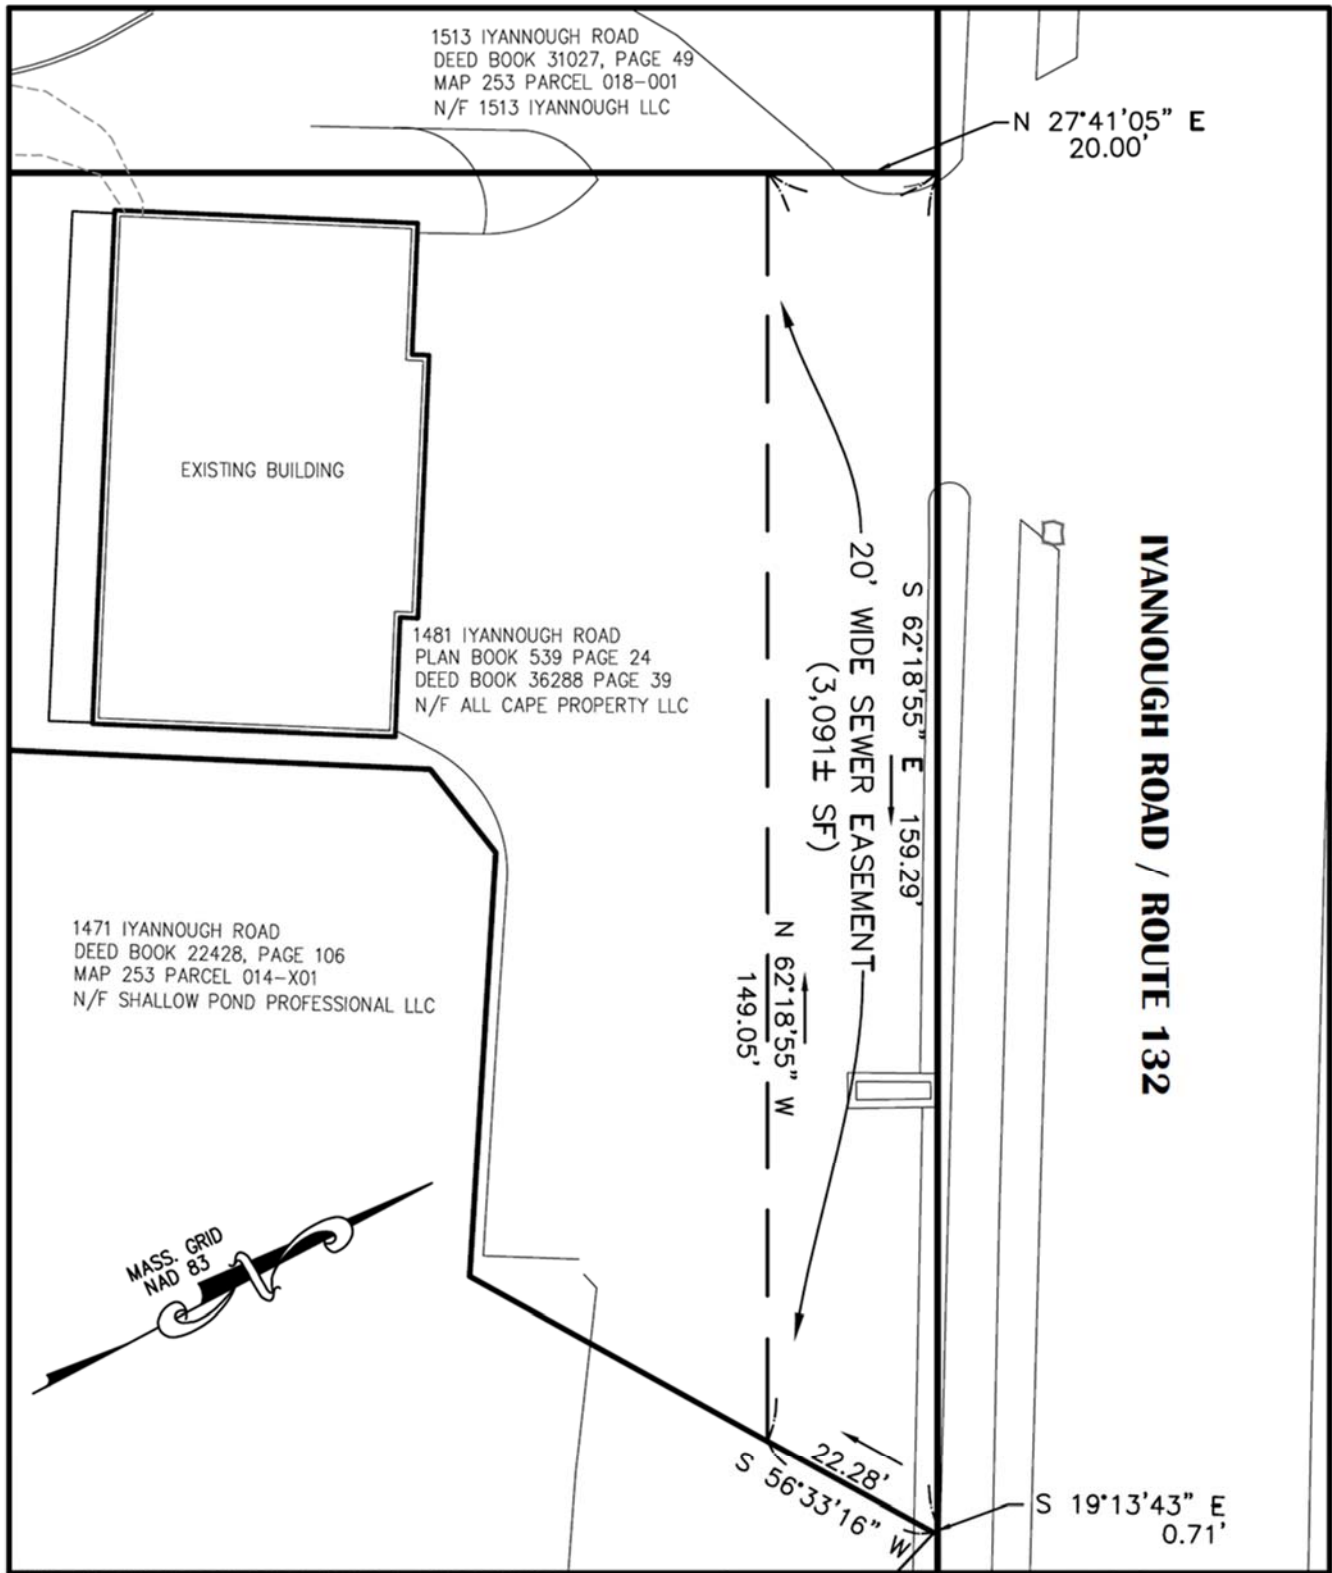 1513 IYANNOUGH ROAD
DEED BOOK 31027, PAGE 49
MAP 253 PARCEL 018-001
N/F 1513 IYANNOUGH LLC
N 27°41'05" E
20.00'
EXISTING BUILDING
IYANNOUGH ROAD / ROUTE 132
S 62°18'55" E 159.29'
20' WIDE SEWER EASEMENT
(3,091± SF)
1481 IYANNOUGH ROAD
PLAN BOOK 539 PAGE 24
DEED BOOK 36288 PAGE 39
N/F ALL CAPE PROPERTY LLC
N 62°18'55" W
149.05'
1471 IYANNOUGH ROAD
DEED BOOK 22428, PAGE 106
MAP 253 PARCEL 014-X01
N/F SHALLOW POND PROFESSIONAL LLC
MASS. GRID
NAD 83
N
22.28'
S 56°33'16" W
S 19°13'43" E
0.71'